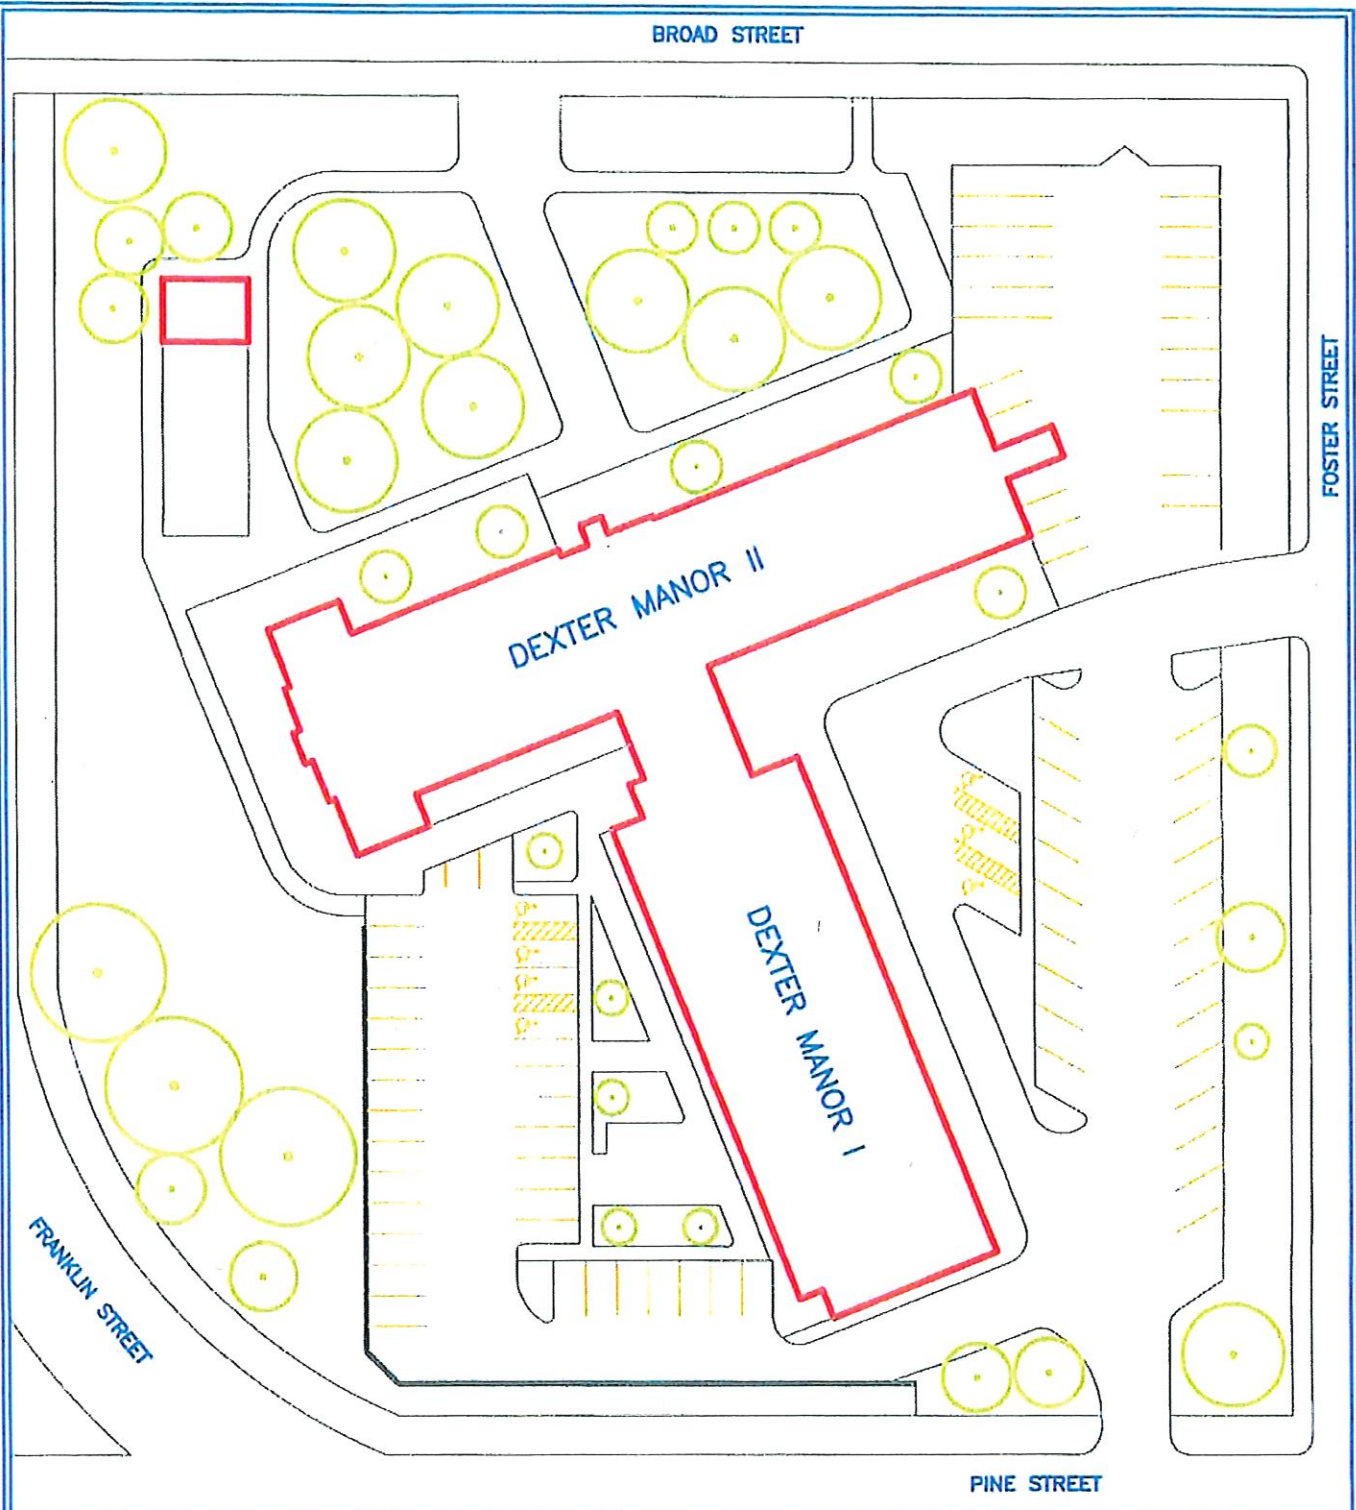 BROAD STREET
FOSTER STREET
DEXTER MANOR II
DEXTER MANOR I
FRANKLIN STREET
PINE STREET